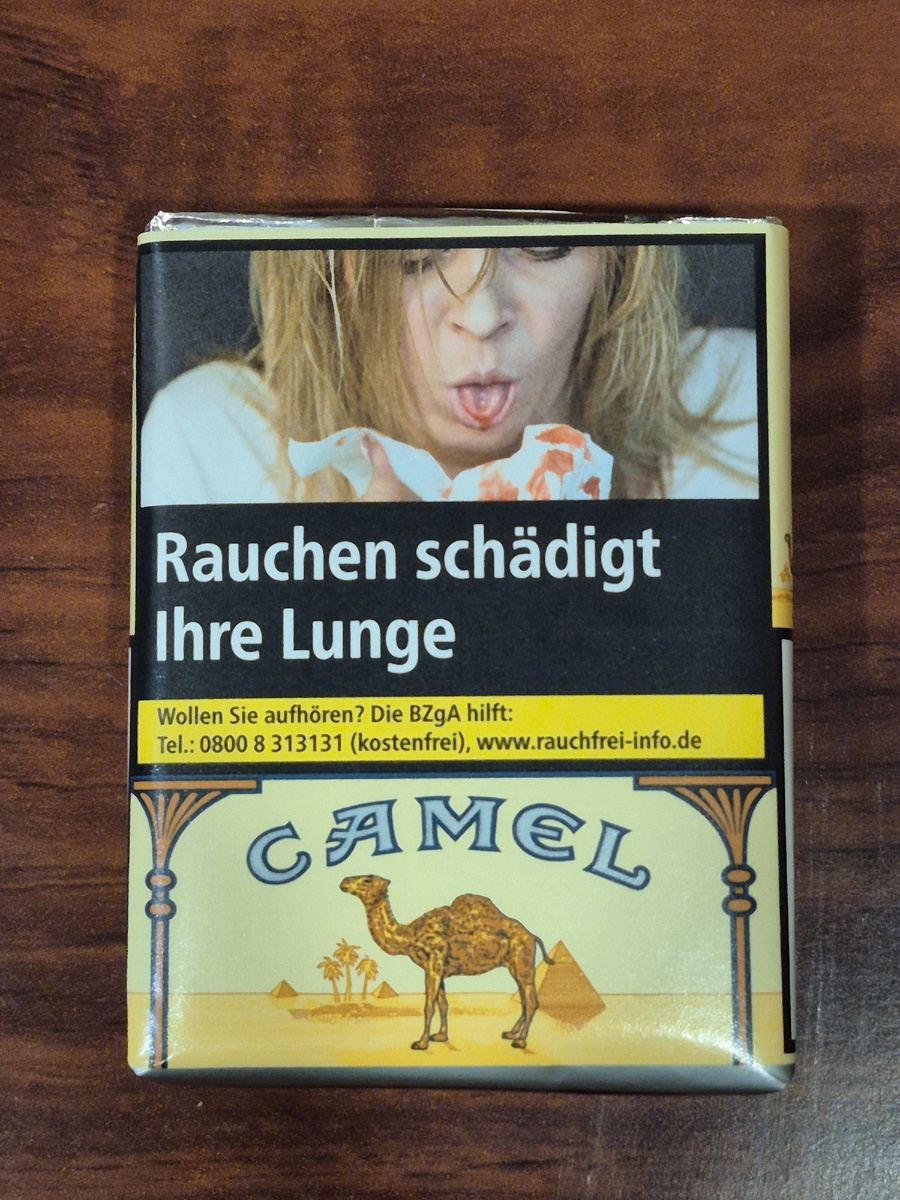 Rauchen schädigt
Ihre Lunge
Wollen Sie aufhören? Die BZgA hilft:
Tel.: 0800 8 313131 (kostenfrei), www.rauchfrei-info.de
CAMEL